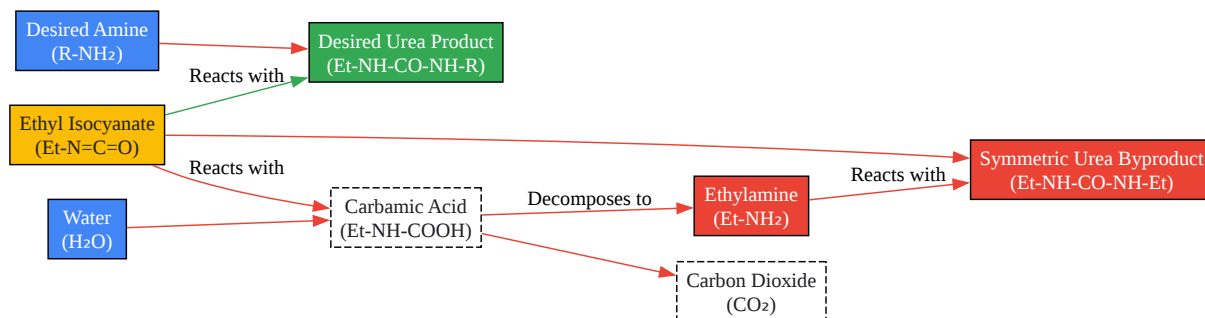 Desired Amine
(R-NH₂)
Desired Urea Product
(Et-NH-CO-NH-R)
Reacts with
Ethyl Isocyanate
(Et-N=C=O)
Reacts with
Water
(H₂O)
Carbamic Acid
(Et-NH-COOH)
Decomposes to
Ethylamine
(Et-NH₂)
Reacts with
Symmetric Urea Byproduct
(Et-NH-CO-NH-Et)
Carbon Dioxide
(CO₂)